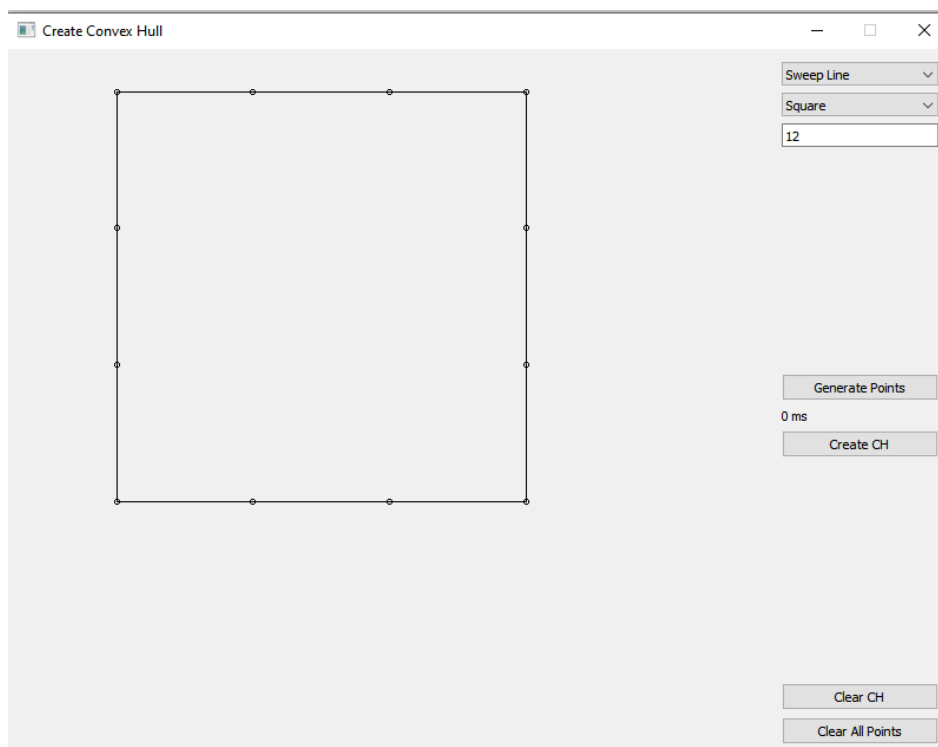 Create Convex Hull
Sweep Line
Square
12
Generate Points
0 ms
Create CH
Clear CH
Clear All Points